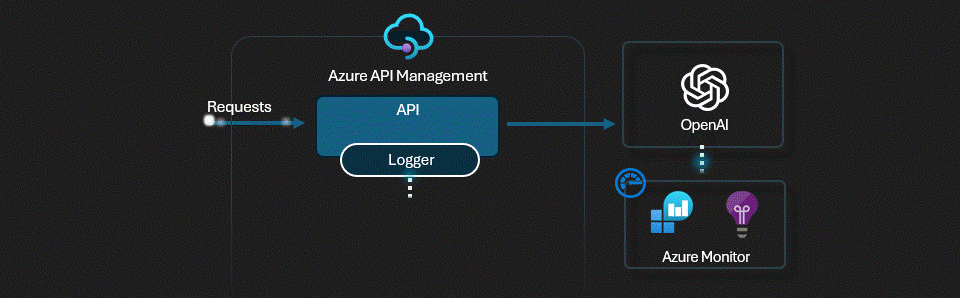 Azure API Management
Requests
API
Logger
OpenAI
Azure Monitor